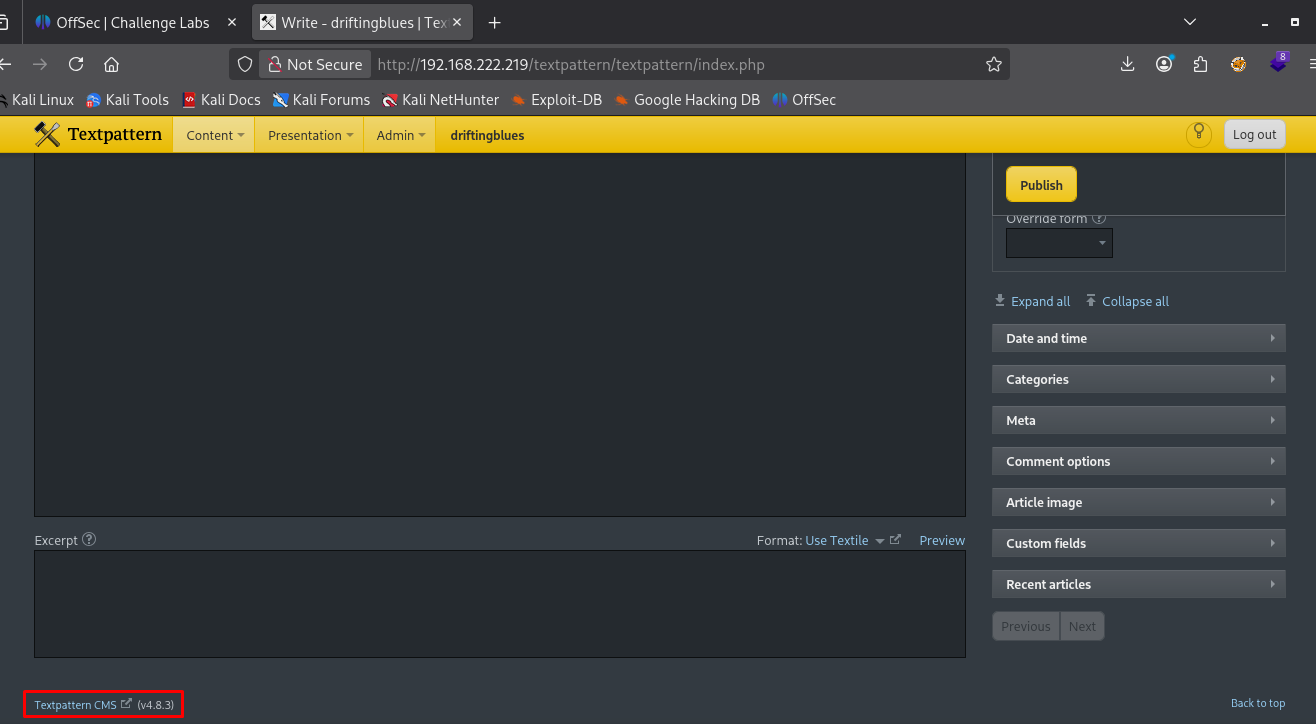 OffSec | Challenge Labs
Write - driftingblues | Tex
Not Secure http://192.168.222.219/textpattern/textpattern/index.php
8
Kali Linux Kali Tools Kali Docs Kali Forums Kali NetHunter Exploit-DB Google Hacking DB OffSec
Textpattern Content Presentation Admin driftingblues Log out
Publish
Override form ?
Expand all Collapse all
Date and time
Categories
Meta
Comment options
Article image
Custom fields
Recent articles
Previous Next
Excerpt ? Format: Use Textile Preview
Textpattern CMS (v4.8.3)
Back to top